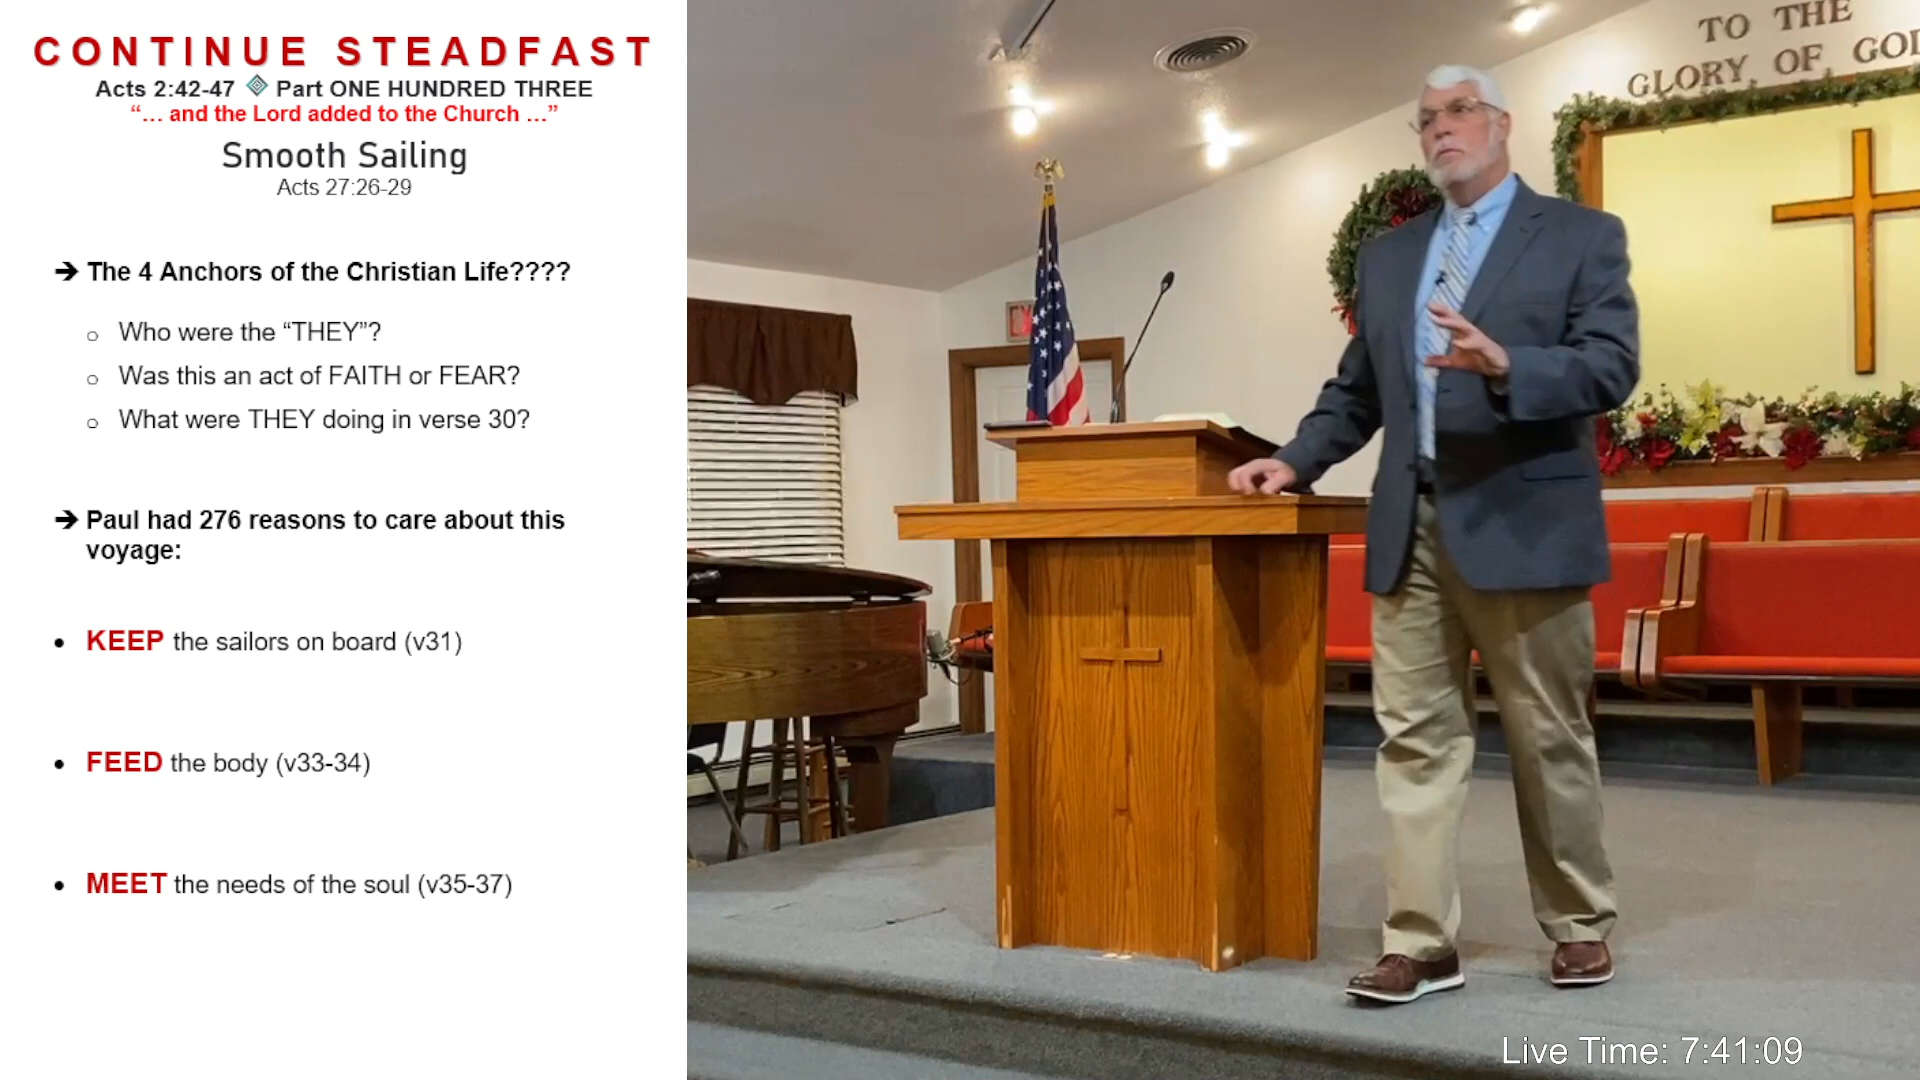 CONTINUE STEADFAST
Acts 2:42-47 Part ONE HUNDRED THREE
“… and the Lord added to the Church …”
Smooth Sailing
Acts 27:26-29
➔ The 4 Anchors of the Christian Life????
o Who were the “THEY”?
o Was this an act of FAITH or FEAR?
o What were THEY doing in verse 30?
➔ Paul had 276 reasons to care about this
voyage:
• KEEP the sailors on board (v31)
• FEED the body (v33-34)
• MEET the needs of the soul (v35-37)
TO THE
GLORY OF GOD
Live Time: 7:41:09